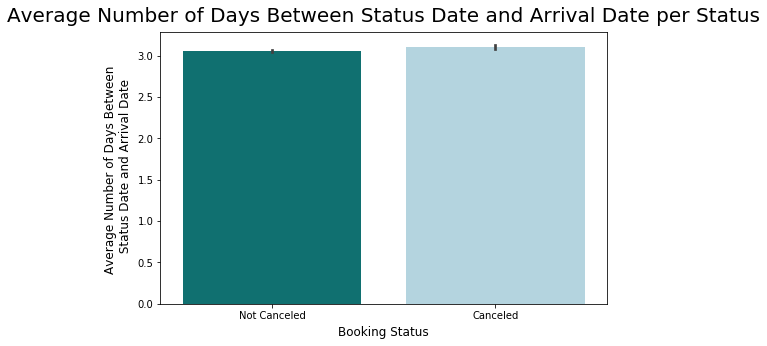 Average Number of Days Between Status Date and Arrival Date per Status
Average Number of Days Between
Status Date and Arrival Date
3.0
2.5
2.0
1.5
1.0
0.5
0.0
Not Canceled
Canceled
Booking Status